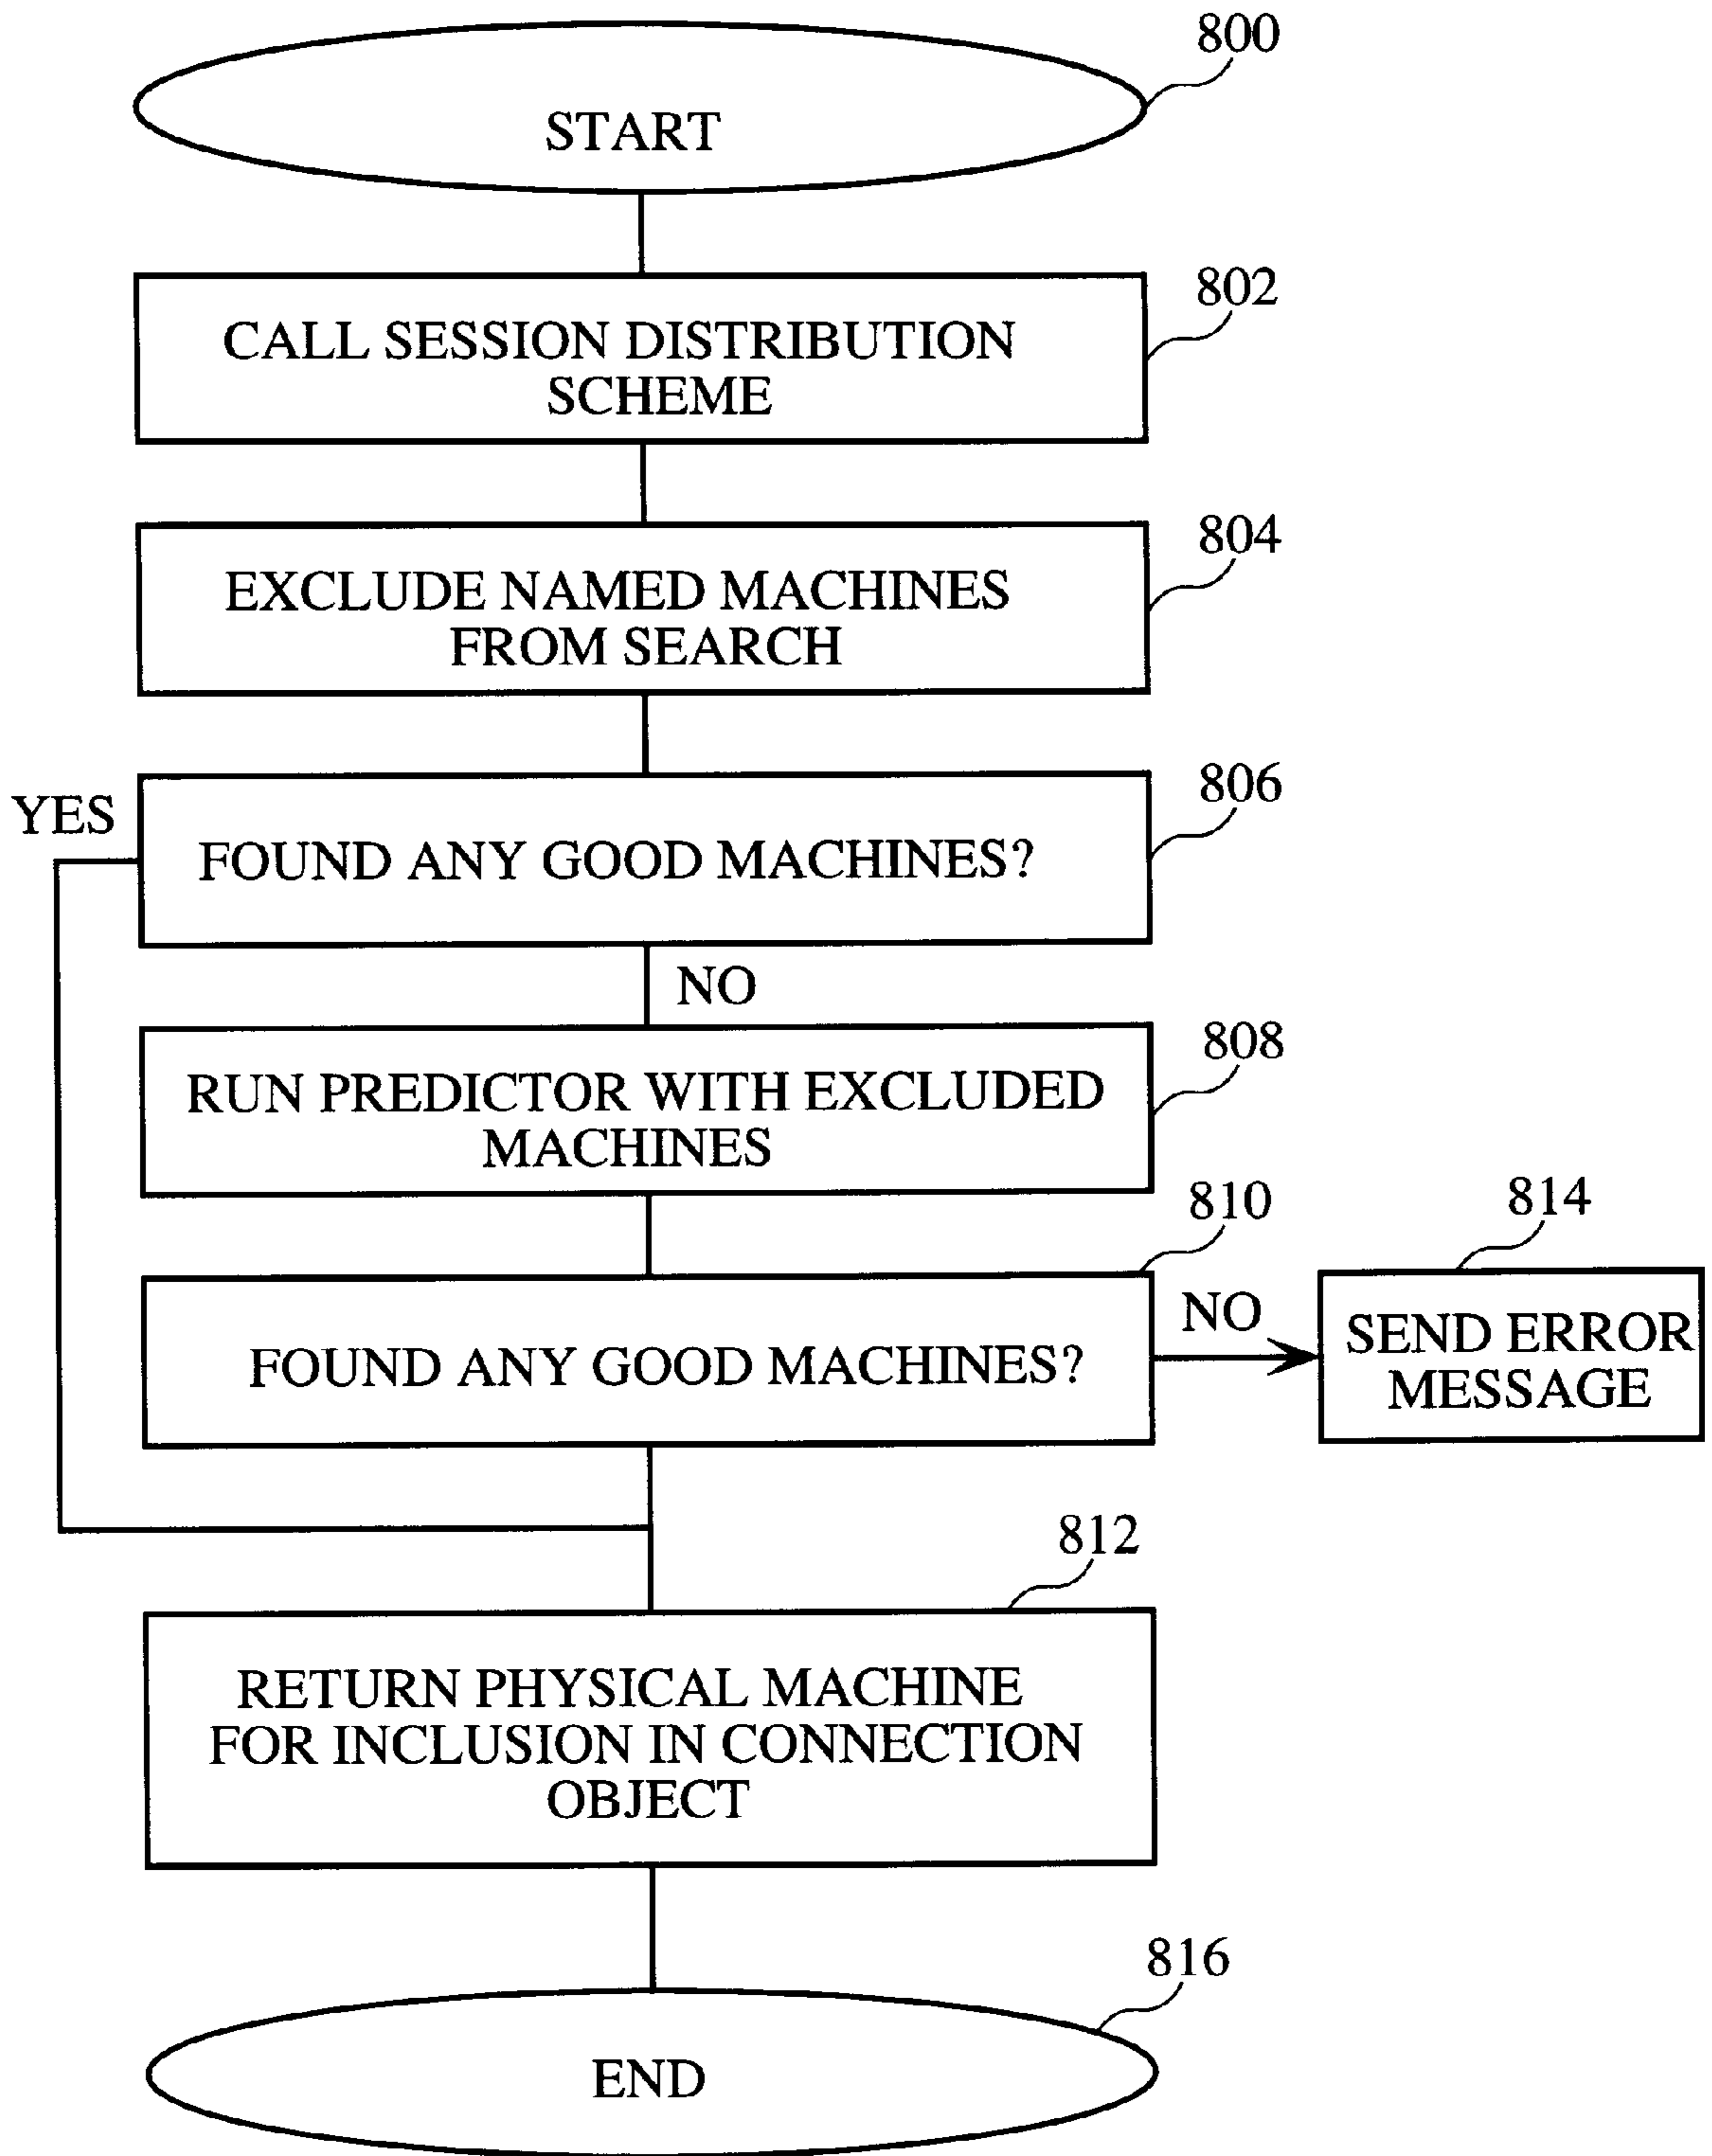 800
START
802
CALL SESSION DISTRIBUTION
SCHEME
804
EXCLUDE NAMED MACHINES
FROM SEARCH
806
YES
FOUND ANY GOOD MACHINES?
NO
808
RUN PREDICTOR WITH EXCLUDED
MACHINES
810
814
NO
FOUND ANY GOOD MACHINES?
SEND ERROR
MESSAGE
812
RETURN PHYSICAL MACHINE
FOR INCLUSION IN CONNECTION
OBJECT
816
END